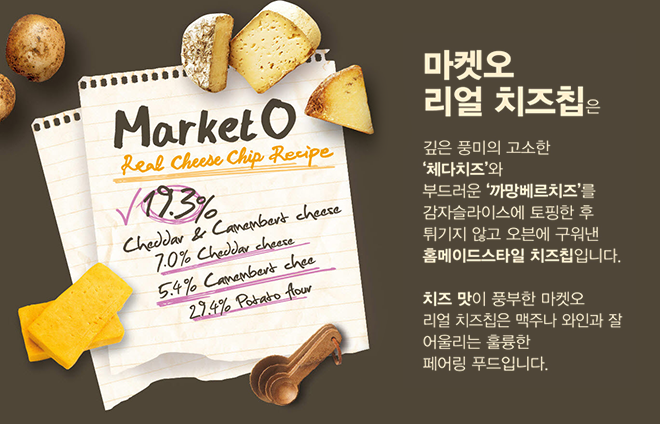 Market O
Real Cheese Chip Recipe
19.3%
Cheddar & Camembert cheese
7.0% Cheddar cheese
5.4% Camembert chee
29.4% Potato flour
마켓오
리얼 치즈칩은
깊은 풍미의 고소한
‘체다치즈’와
부드러운 ‘까망베르치즈’를
감자슬라이스에 토핑한 후
튀기지 않고 오븐에 구워낸
홈메이드스타일 치즈칩입니다.
치즈 맛이 풍부한 마켓오
리얼 치즈칩은 맥주나 와인과 잘
어울리는 훌륭한
페어링 푸드입니다.